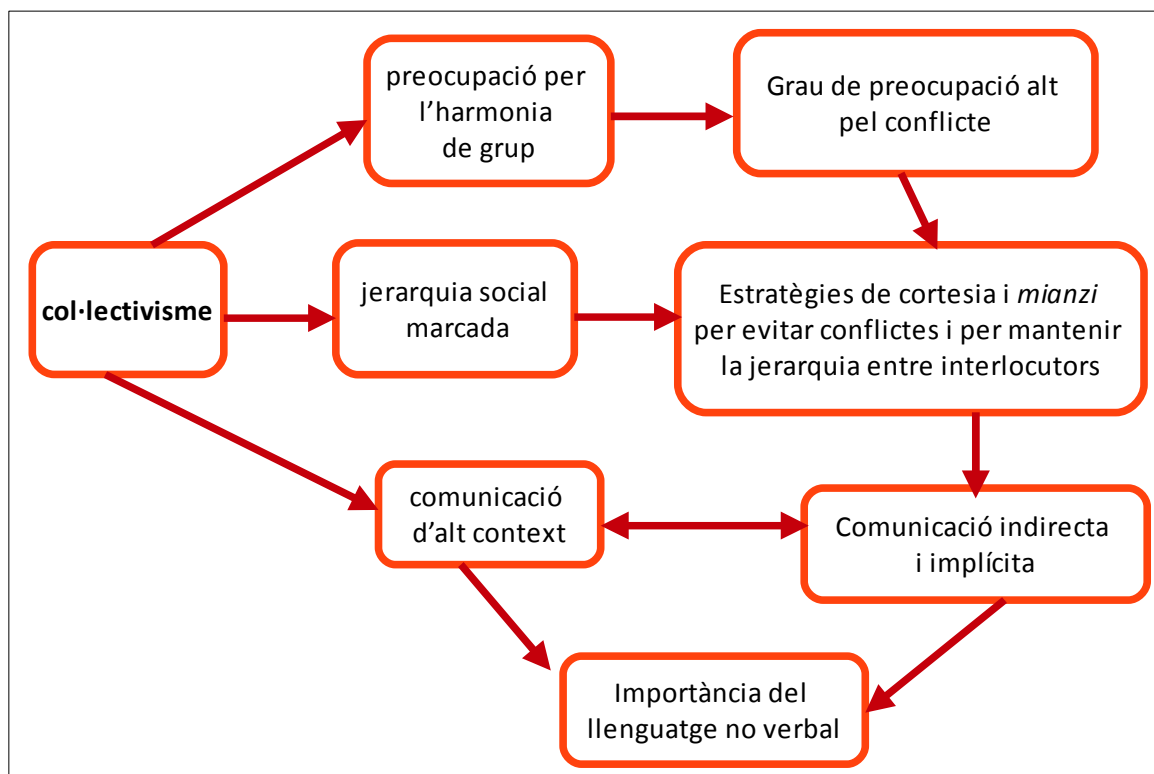 preocupació per
l’harmonia
de grup
Grau de preocupació alt
pel conflicte
col·lectivisme
jerarquia social
marcada
Estratègies de cortesia i mianzi
per evitar conflictes i per mantenir
la jerarquia entre interlocutors
comunicació
d’alt context
Comunicació indirecta
i implícita
Importància del
llenguatge no verbal